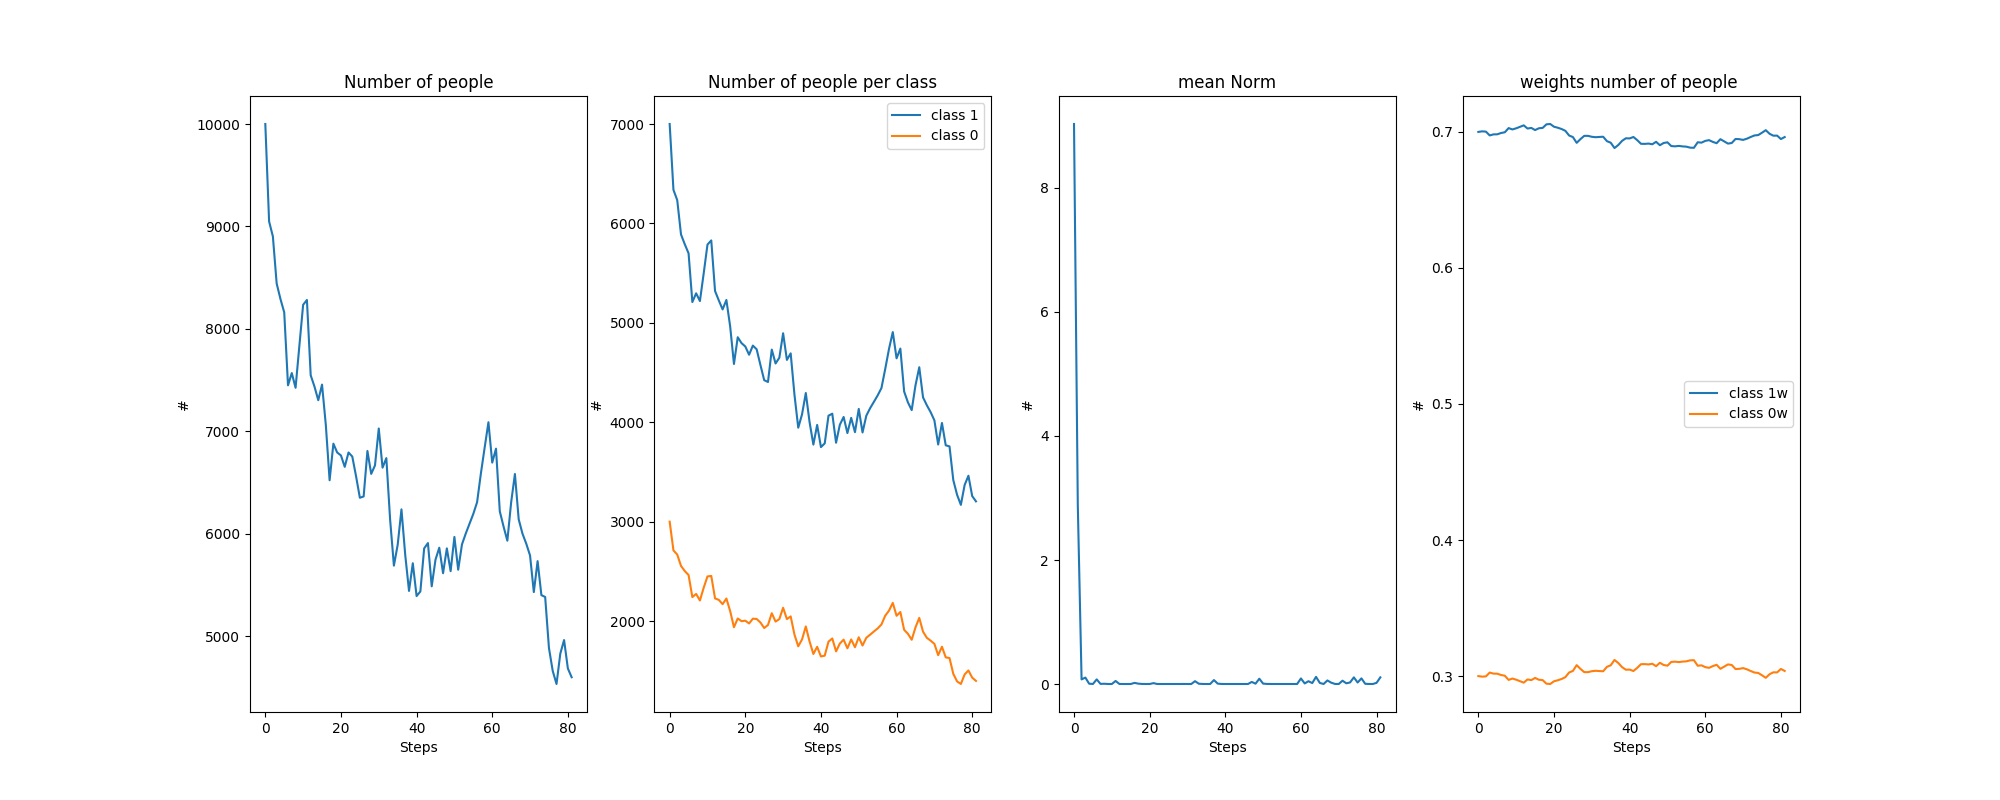 Number of people
10000
9000
8000
7000
6000
5000
#
0 20 40 60 80
Steps
Number of people per class
class 1
class 0
7000
6000
5000
4000
3000
2000
#
0 20 40 60 80
Steps
mean Norm
8
6
4
2
0
#
0 20 40 60 80
Steps
weights number of people
0.7
0.6
0.5
0.4
0.3
#
class 1w
class 0w
0 20 40 60 80
Steps